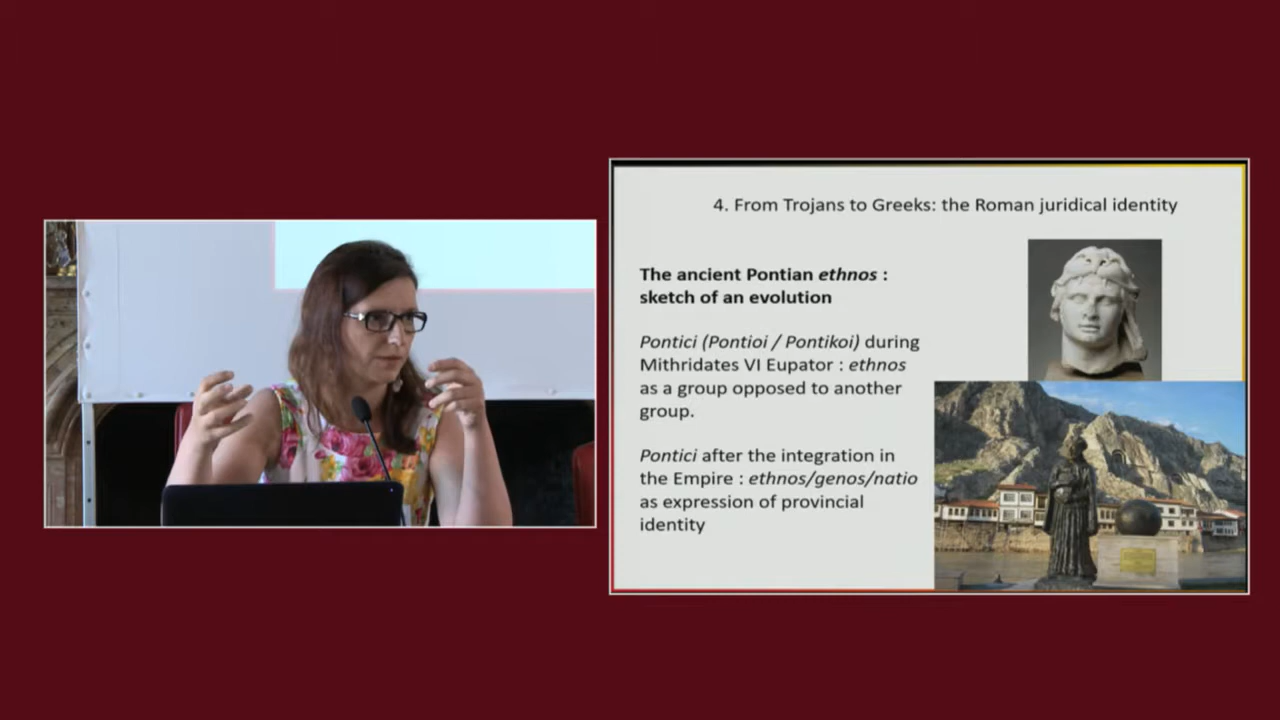 4. From Trojans to Greeks: the Roman juridical identity
The ancient Pontian ethnos :
sketch of an evolution
Pontici (Pontioi / Pontikoi) during
Mithridates VI Eupator : ethnos
as a group opposed to another
group.
Pontici after the integration in
the Empire : ethnos/genos/natio
as expression of provincial
identity